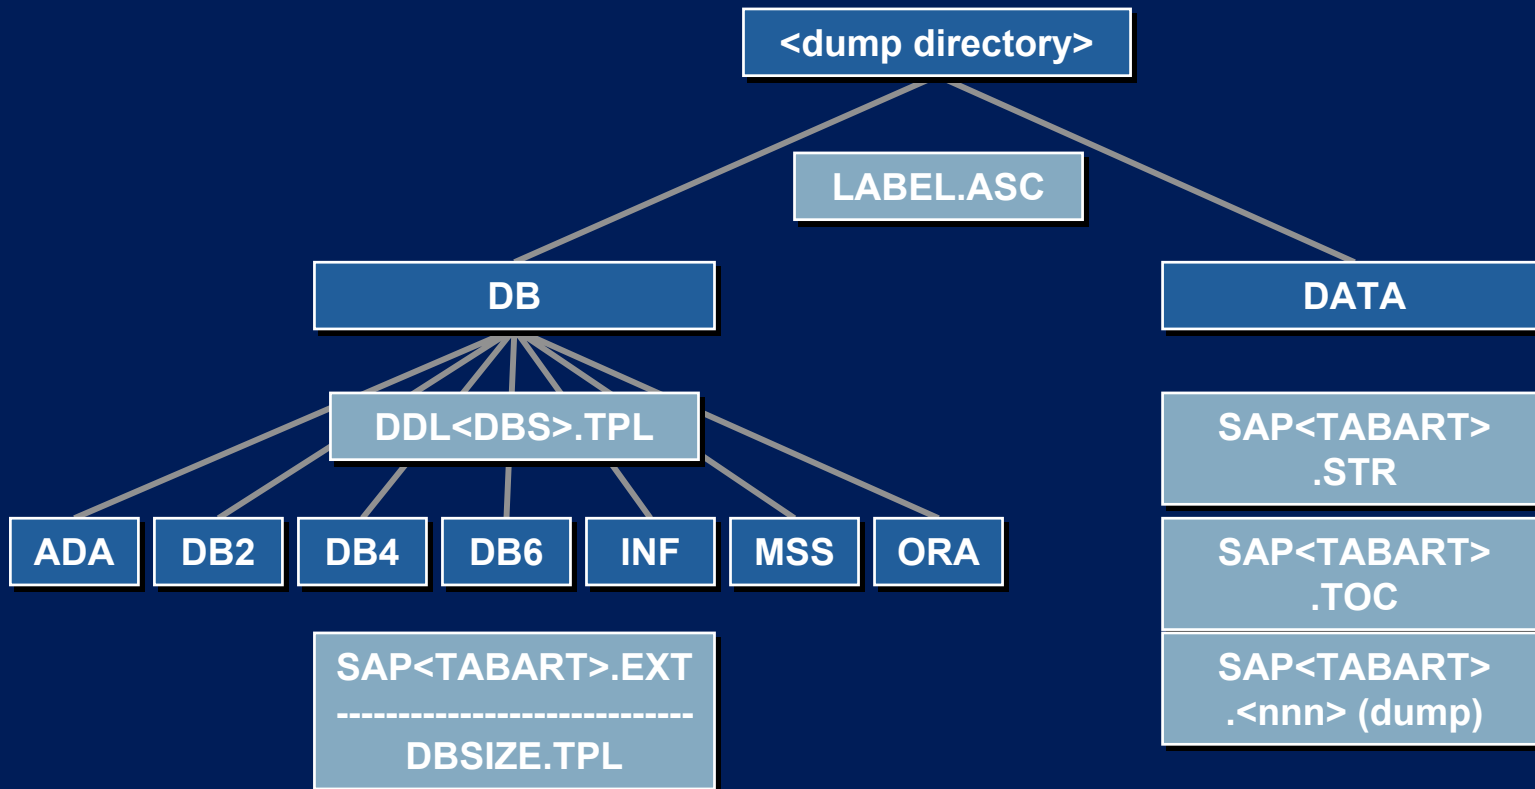 <dump directory>
LABEL.ASC
DB
DATA
DDL<DBS>.TPL
SAP<TABART>
.STR
ADA
DB2
DB4
DB6
INF
MSS
ORA
SAP<TABART>
.TOC
SAP<TABART>.EXT
-----------------------------
DBSIZE.TPL
SAP<TABART>
.<nnn> (dump)